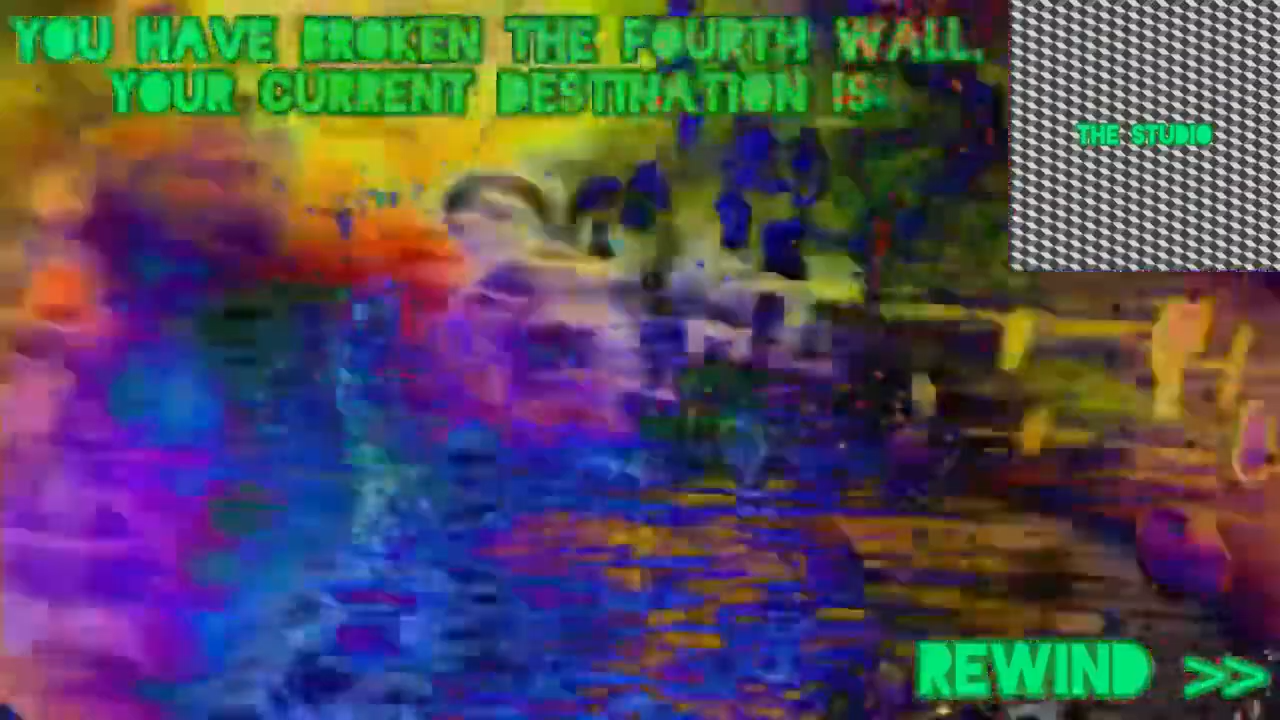 YOU HAVE BROKEN THE FOURTH WALL.
YOUR CURRENT DESTINATION IS:
THE STUDIO
REWIND >>